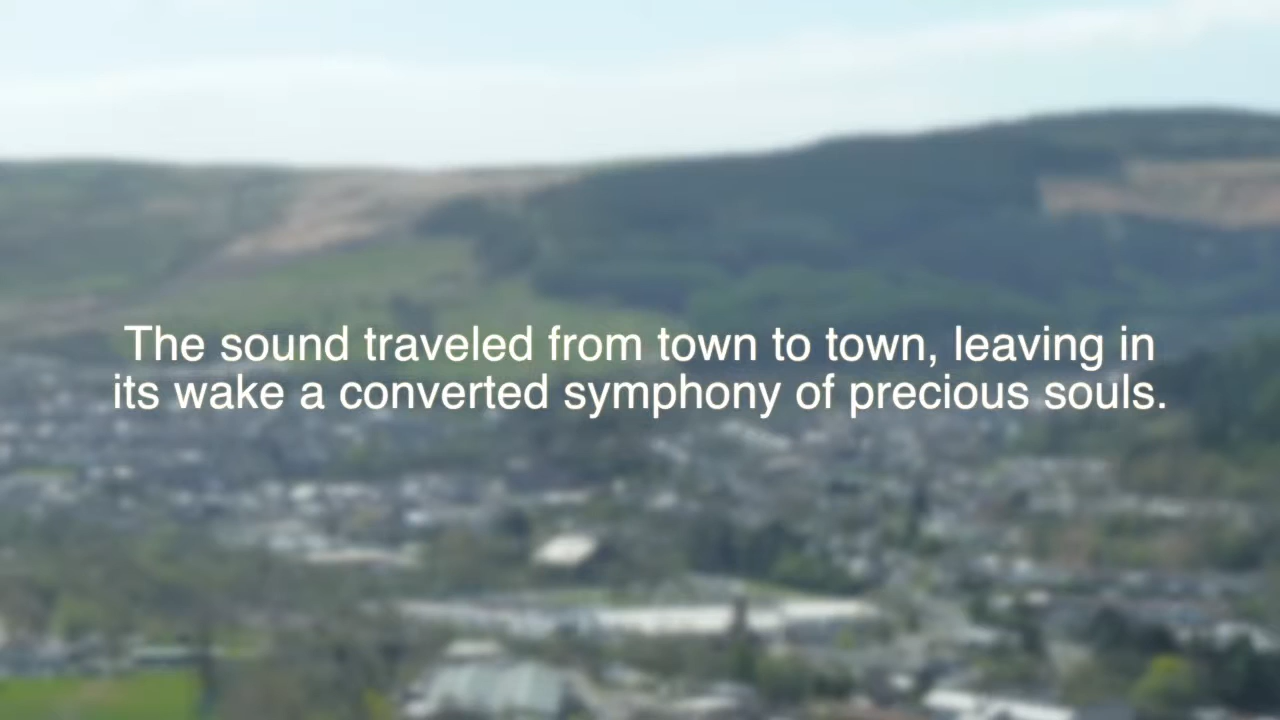 The sound traveled from town to town, leaving in
its wake a converted symphony of precious souls.